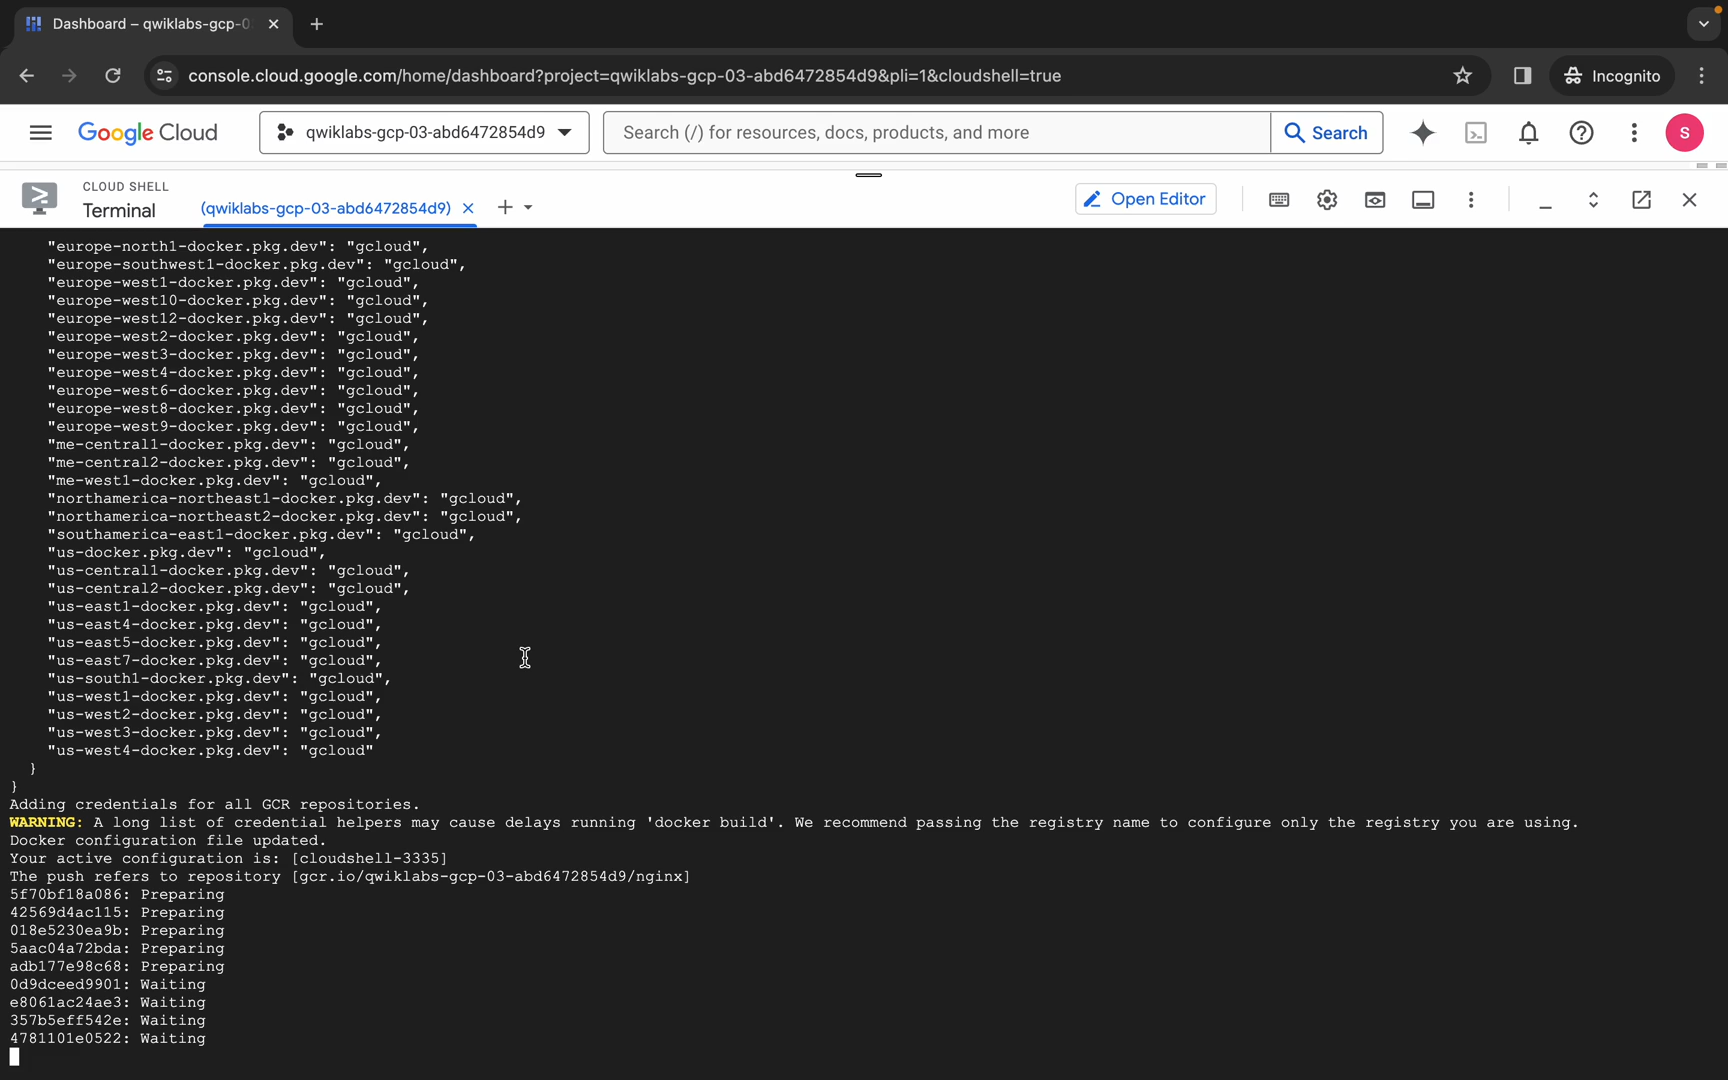 Dashboard – qwiklabs-gcp-0
console.cloud.google.com/home/dashboard?project=qwiklabs-gcp-03-abd6472854d9&pli=1&cloudshell=true
Incognito
Google Cloud
qwiklabs-gcp-03-abd6472854d9
Search (/) for resources, docs, products, and more
Search
S
CLOUD SHELL
Terminal
(qwiklabs-gcp-03-abd6472854d9)
Open Editor
"europe-north1-docker.pkg.dev": "gcloud",
"europe-southwest1-docker.pkg.dev": "gcloud",
"europe-west1-docker.pkg.dev": "gcloud",
"europe-west10-docker.pkg.dev": "gcloud",
"europe-west12-docker.pkg.dev": "gcloud",
"europe-west2-docker.pkg.dev": "gcloud",
"europe-west3-docker.pkg.dev": "gcloud",
"europe-west4-docker.pkg.dev": "gcloud",
"europe-west6-docker.pkg.dev": "gcloud",
"europe-west8-docker.pkg.dev": "gcloud",
"europe-west9-docker.pkg.dev": "gcloud",
"me-central1-docker.pkg.dev": "gcloud",
"me-central2-docker.pkg.dev": "gcloud",
"me-west1-docker.pkg.dev": "gcloud",
"northamerica-northeast1-docker.pkg.dev": "gcloud",
"northamerica-northeast2-docker.pkg.dev": "gcloud",
"southamerica-east1-docker.pkg.dev": "gcloud",
"us-docker.pkg.dev": "gcloud",
"us-central1-docker.pkg.dev": "gcloud",
"us-central2-docker.pkg.dev": "gcloud",
"us-east1-docker.pkg.dev": "gcloud",
"us-east4-docker.pkg.dev": "gcloud",
"us-east5-docker.pkg.dev": "gcloud",
"us-east7-docker.pkg.dev": "gcloud",
"us-south1-docker.pkg.dev": "gcloud",
"us-west1-docker.pkg.dev": "gcloud",
"us-west2-docker.pkg.dev": "gcloud",
"us-west3-docker.pkg.dev": "gcloud",
"us-west4-docker.pkg.dev": "gcloud"
}
}
Adding credentials for all GCR repositories.
WARNING: A long list of credential helpers may cause delays running 'docker build'. We recommend passing the registry name to configure only the registry you are using.
Docker configuration file updated.
Your active configuration is: [cloudshell-3335]
The push refers to repository [gcr.io/qwiklabs-gcp-03-abd6472854d9/nginx]
5f70bf18a086: Preparing
42569d4ac115: Preparing
018e5230ea9b: Preparing
5aac04a72bda: Preparing
adb177e98c68: Preparing
0d9dceed9901: Waiting
e8061ac24ae3: Waiting
357b5eff542e: Waiting
4781101e0522: Waiting